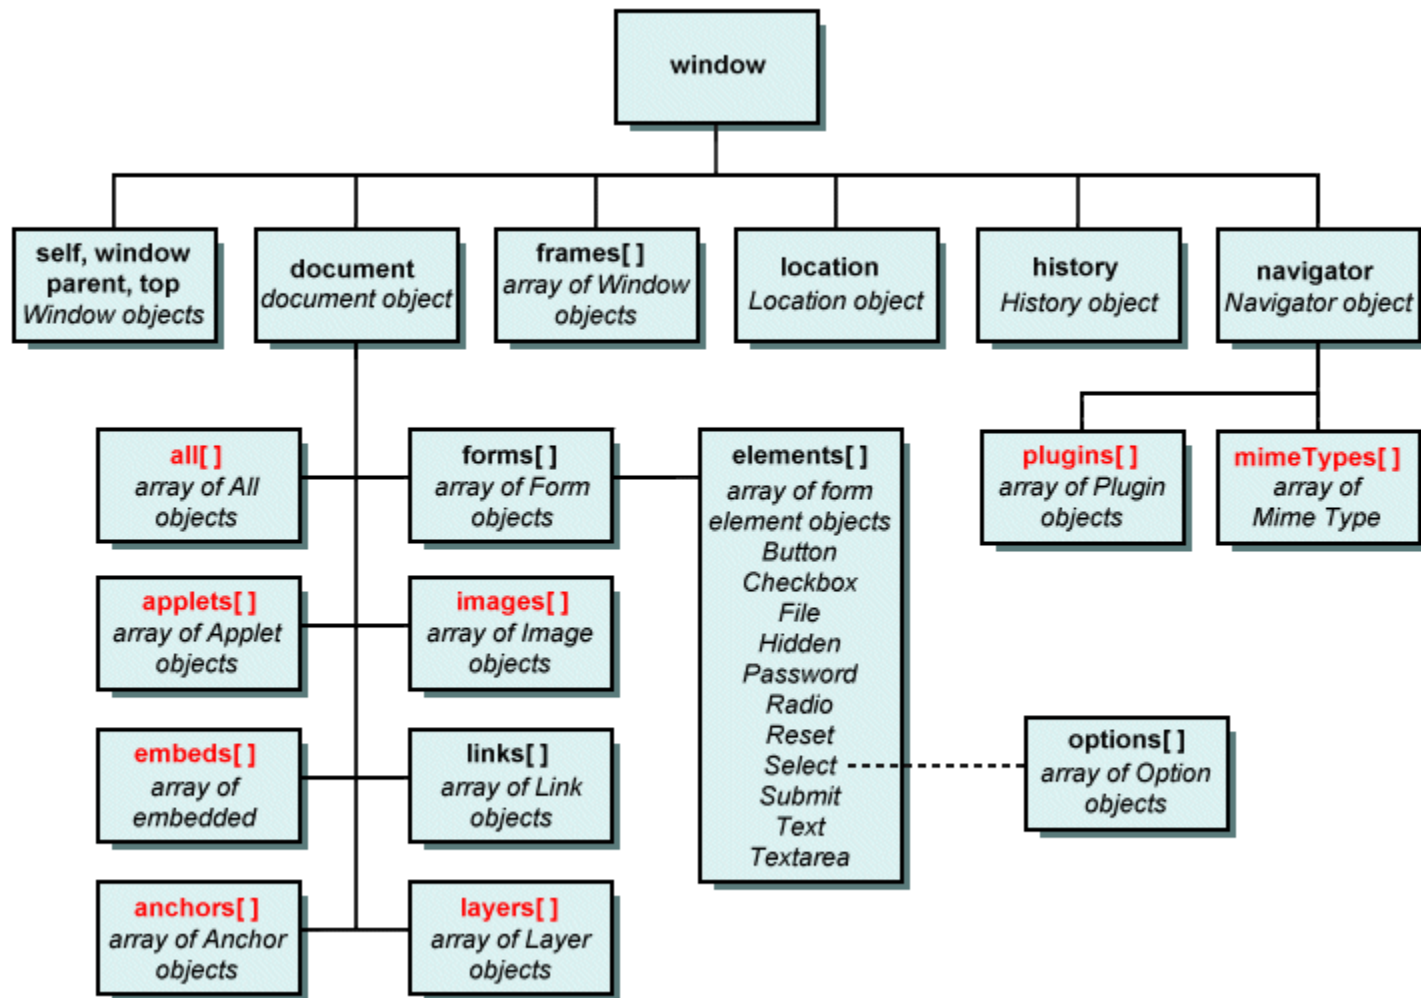 window
self, window
parent, top
Window objects
document
document object
frames[ ]
array of Window
objects
location
Location object
history
History object
navigator
Navigator object
all[ ]
array of All
objects
forms[ ]
array of Form
objects
elements[ ]
array of form
element objects
Button
Checkbox
File
Hidden
Password
Radio
Reset
Select
Submit
Text
Textarea
plugins[ ]
array of Plugin
objects
mimeTypes[ ]
array of
Mime Type
applets[ ]
array of Applet
objects
images[ ]
array of Image
objects
embeds[ ]
array of
embedded
links[ ]
array of Link
objects
options[ ]
array of Option
objects
anchors[ ]
array of Anchor
objects
layers[ ]
array of Layer
objects